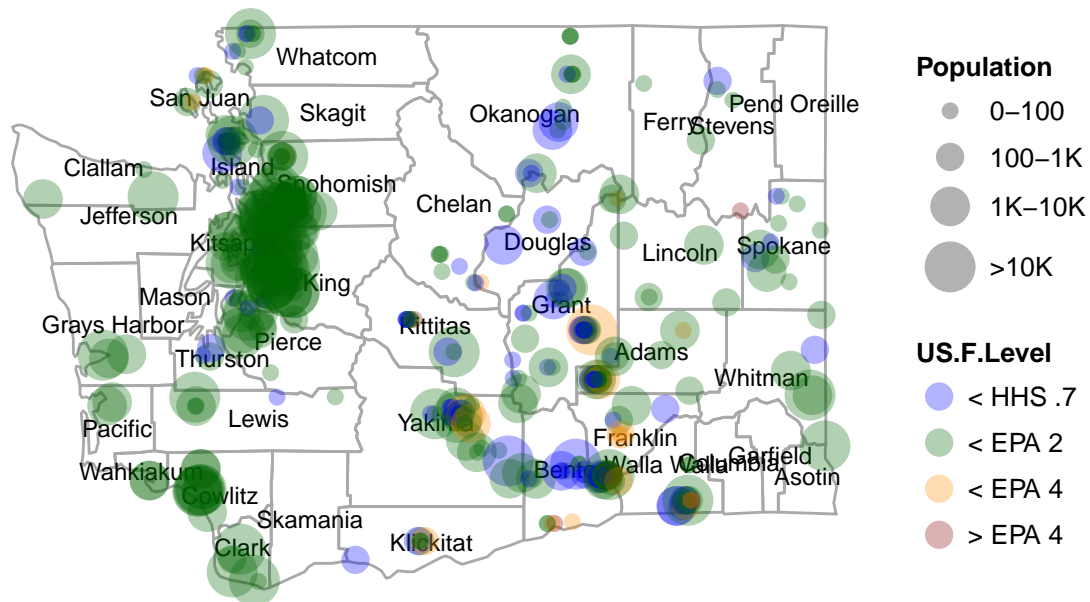 Whatcom
San Juan
Skagit
Okanogan
Ferry
Stevens
Pend Oreille
Clallam
Island
Snohomish
Jefferson
Chelan
Kitsap
Douglas
Lincoln
Spokane
King
Mason
Grant
Grays Harbor
Kittitas
Pierce
Thurston
Adams
Whitman
Lewis
Pacific
Yakima
Franklin
Wahkiakum
Benton
Walla Walla
Columbia
Garfield
Asotin
Cowlitz
Skamania
Clark
Klickitat
Population
0−100
100−1K
1K−10K
>10K
US.F.Level
< HHS .7
< EPA 2
< EPA 4
> EPA 4